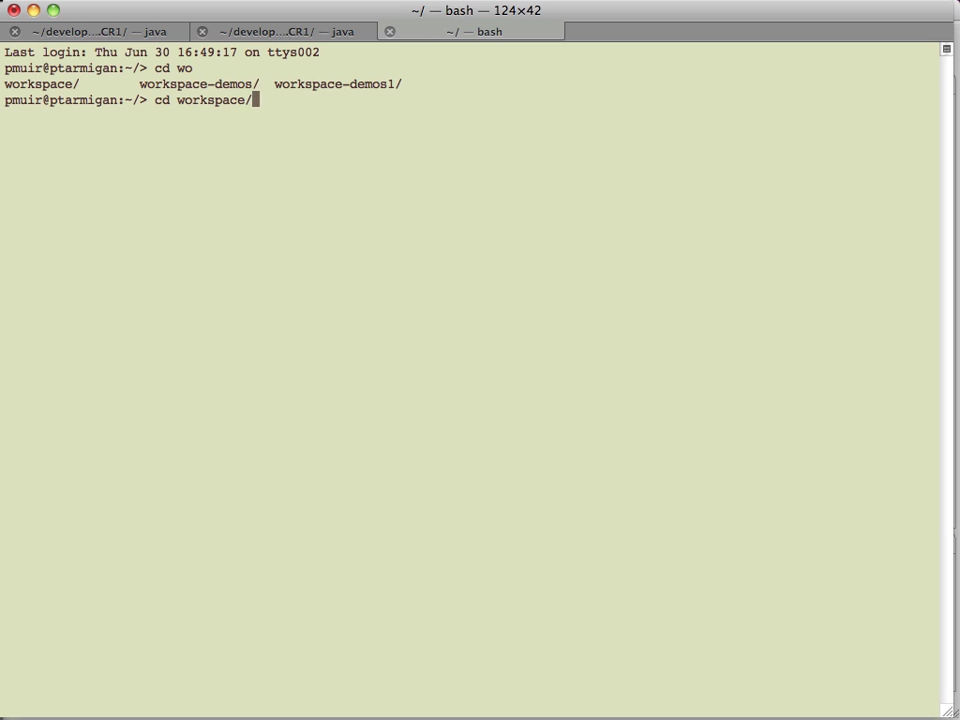 ~/ — bash — 124×42
~/develop....CR1/ — java ~/develop....CR1/ — java ~/ — bash
Last login: Thu Jun 30 16:49:17 on ttys002
pmuir@ptarmigan:~/> cd wo
workspace/ workspace-demos/ workspace-demos1/
pmuir@ptarmigan:~/> cd workspace/